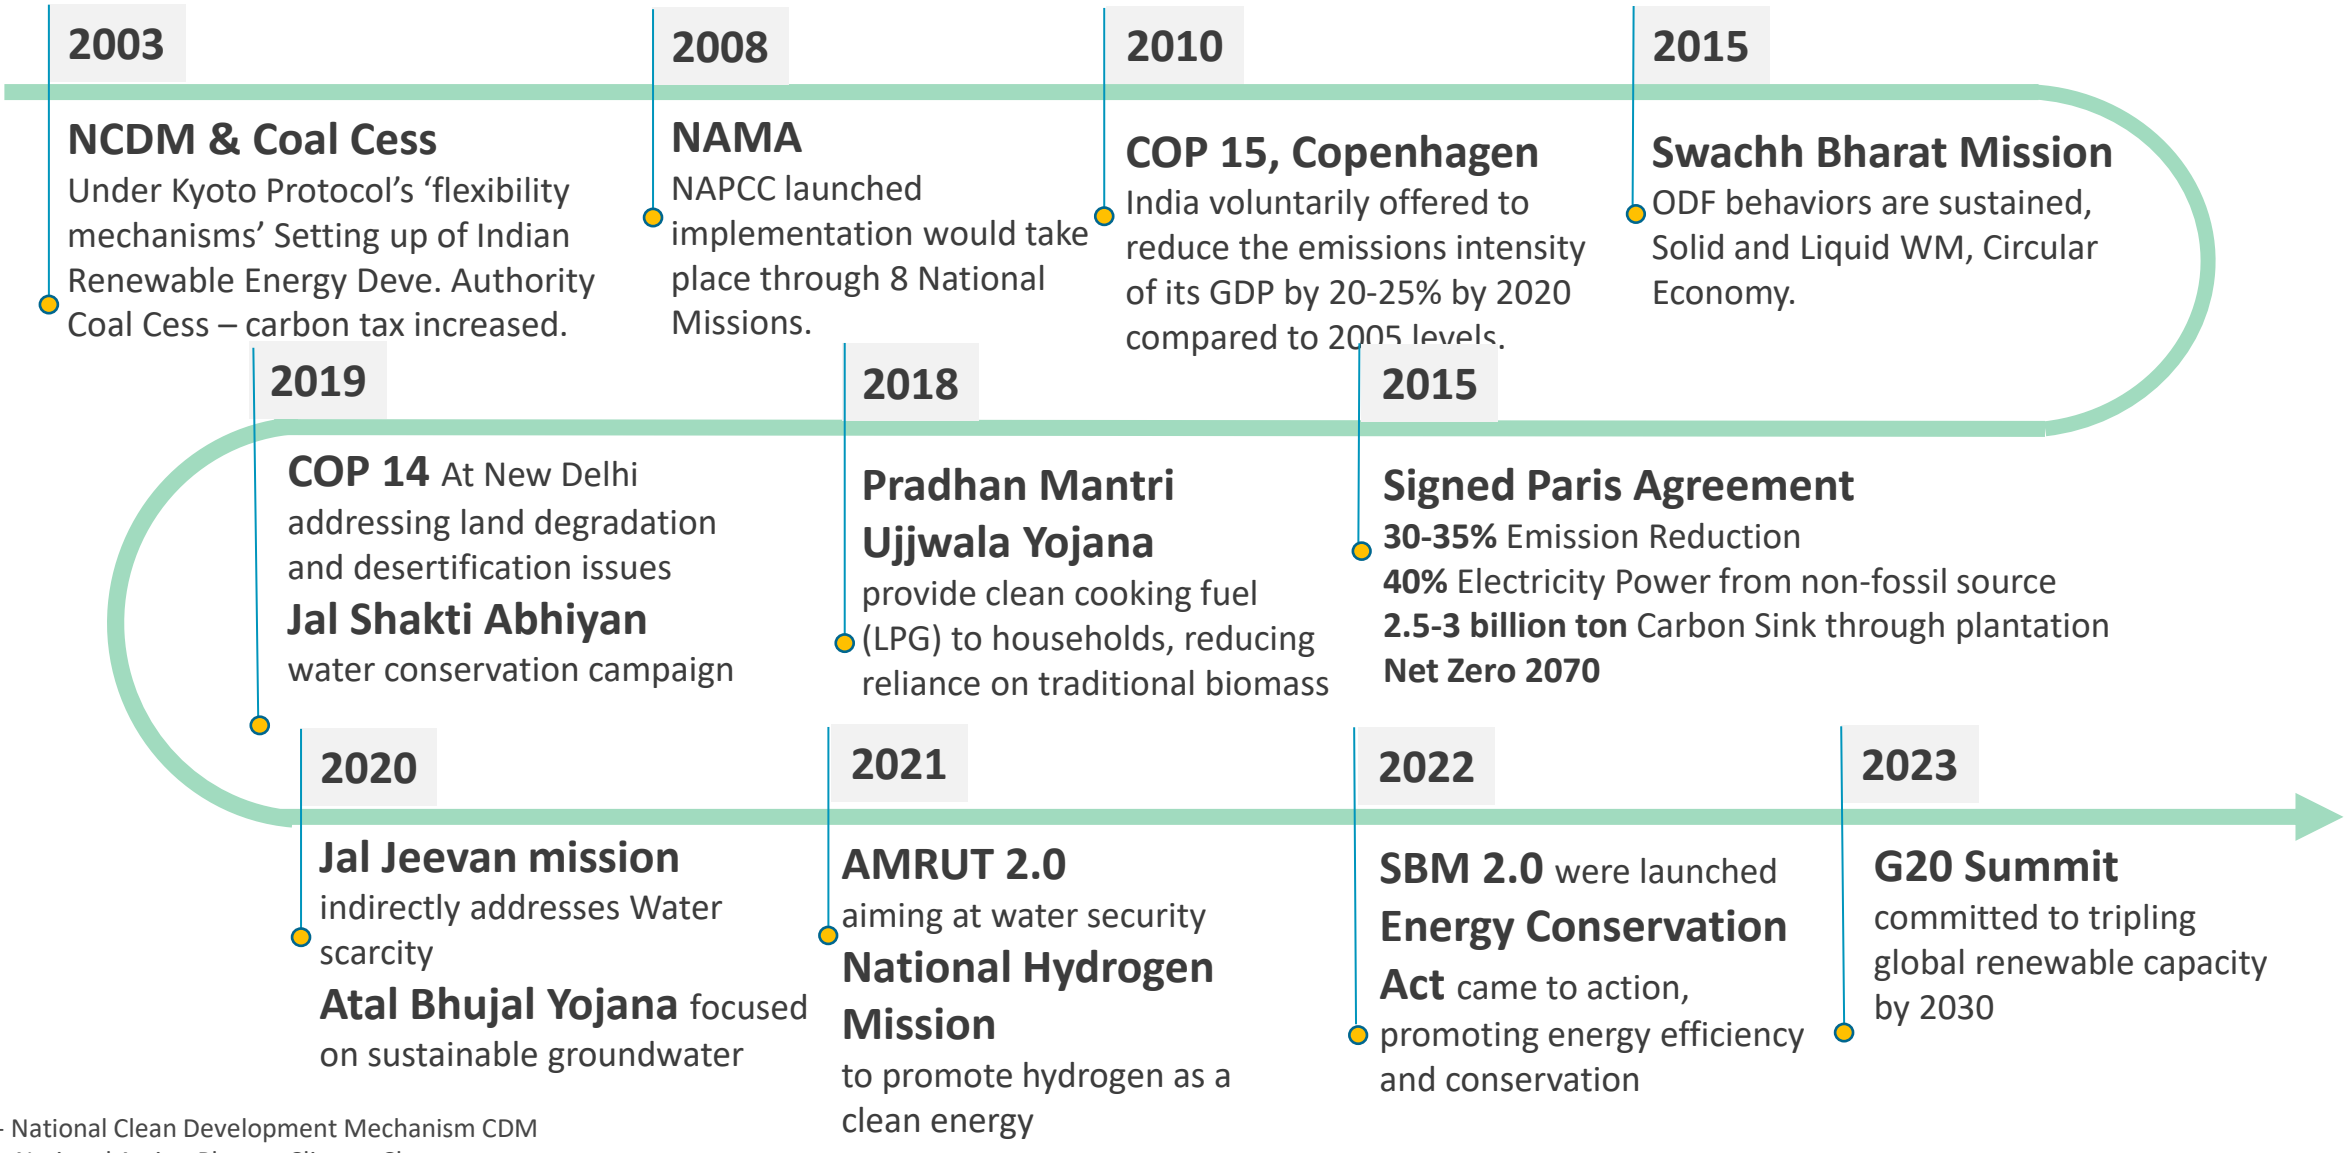 2003
NCDM & Coal Cess
Under Kyoto Protocol’s ‘flexibility
mechanisms’ Setting up of Indian
Renewable Energy Deve. Authority
Coal Cess – carbon tax increased.
2008
NAMA
NAPCC launched
implementation would take
place through 8 National
Missions.
2010
COP 15, Copenhagen
India voluntarily offered to
reduce the emissions intensity
of its GDP by 20-25% by 2020
compared to 2005 levels.
2015
Swachh Bharat Mission
ODF behaviors are sustained,
Solid and Liquid WM, Circular
Economy.
2015
Signed Paris Agreement
30-35% Emission Reduction
40% Electricity Power from non-fossil source
2.5-3 billion ton Carbon Sink through plantation
Net Zero 2070
2018
Pradhan Mantri
Ujjwala Yojana
provide clean cooking fuel
(LPG) to households, reducing
reliance on traditional biomass
2019
COP 14 At New Delhi
addressing land degradation
and desertification issues
Jal Shakti Abhiyan
water conservation campaign
2020
Jal Jeevan mission
indirectly addresses Water
scarcity
Atal Bhujal Yojana focused
on sustainable groundwater
2021
AMRUT 2.0
aiming at water security
National Hydrogen
Mission
to promote hydrogen as a
clean energy
2022
SBM 2.0 were launched
Energy Conservation
Act came to action,
promoting energy efficiency
and conservation
2023
G20 Summit
committed to tripling
global renewable capacity
by 2030
- National Clean Development Mechanism CDM